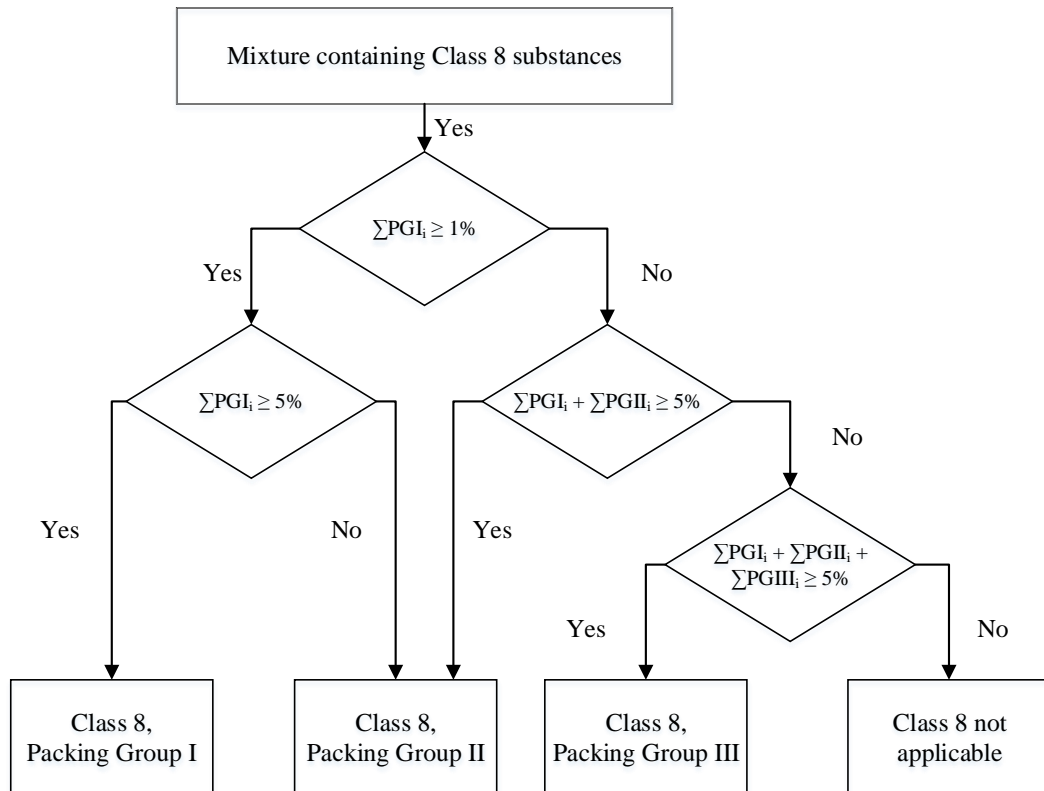 Mixture containing Class 8 substances
Yes
∑PGIᵢ ≥ 1%
Yes
No
∑PGIᵢ ≥ 5%
∑PGIᵢ + ∑PGIIᵢ ≥ 5%
No
Yes
No
Yes
∑PGIᵢ + ∑PGIIᵢ +
∑PGIIIᵢ ≥ 5%
Yes
No
Class 8,
Packing Group I
Class 8,
Packing Group II
Class 8,
Packing Group III
Class 8 not
applicable